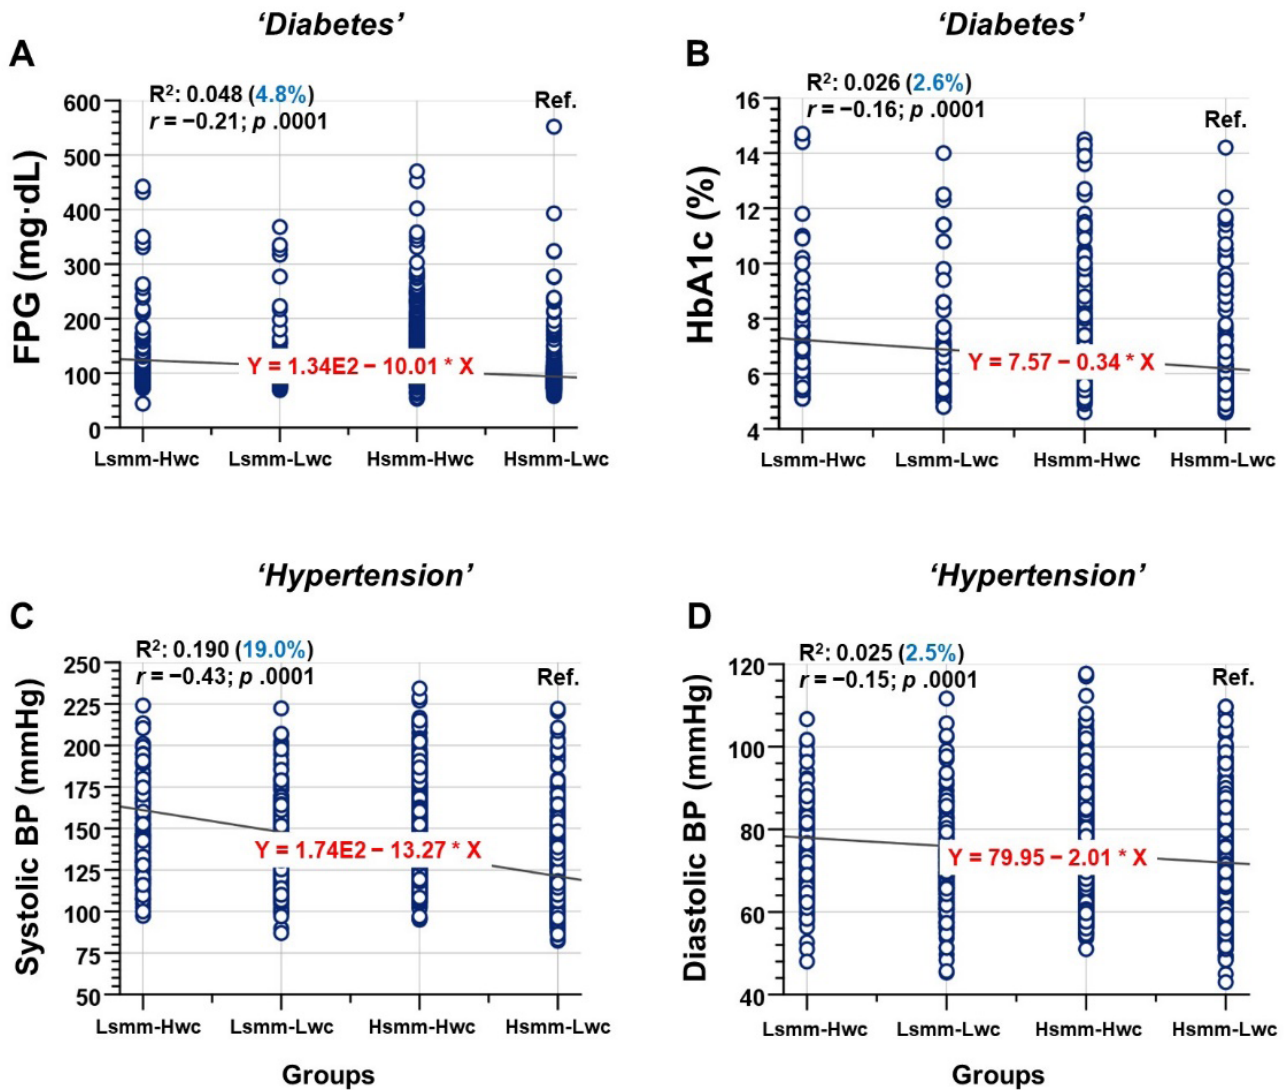 ‘Diabetes’
A
R²: 0.048 (4.8%)
r = −0.21; p .0001
Ref.
FPG (mg·dL)
600
500
400
300
200
100
0
Y = 1.34E2 − 10.01 * X
Lsmm-Hwc Lsmm-Lwc Hsmm-Hwc Hsmm-Lwc
‘Diabetes’
B
R²: 0.026 (2.6%)
r = −0.16; p .0001
Ref.
HbA1c (%)
16
14
12
10
8
6
4
Y = 7.57 − 0.34 * X
Lsmm-Hwc Lsmm-Lwc Hsmm-Hwc Hsmm-Lwc
‘Hypertension’
C
R²: 0.190 (19.0%)
r = −0.43; p .0001
Ref.
Systolic BP (mmHg)
250
225
200
175
150
125
100
75
50
Y = 1.74E2 − 13.27 * X
Lsmm-Hwc Lsmm-Lwc Hsmm-Hwc Hsmm-Lwc
Groups
‘Hypertension’
D
R²: 0.025 (2.5%)
r = −0.15; p .0001
Ref.
Diastolic BP (mmHg)
120
100
80
60
40
Y = 79.95 − 2.01 * X
Lsmm-Hwc Lsmm-Lwc Hsmm-Hwc Hsmm-Lwc
Groups